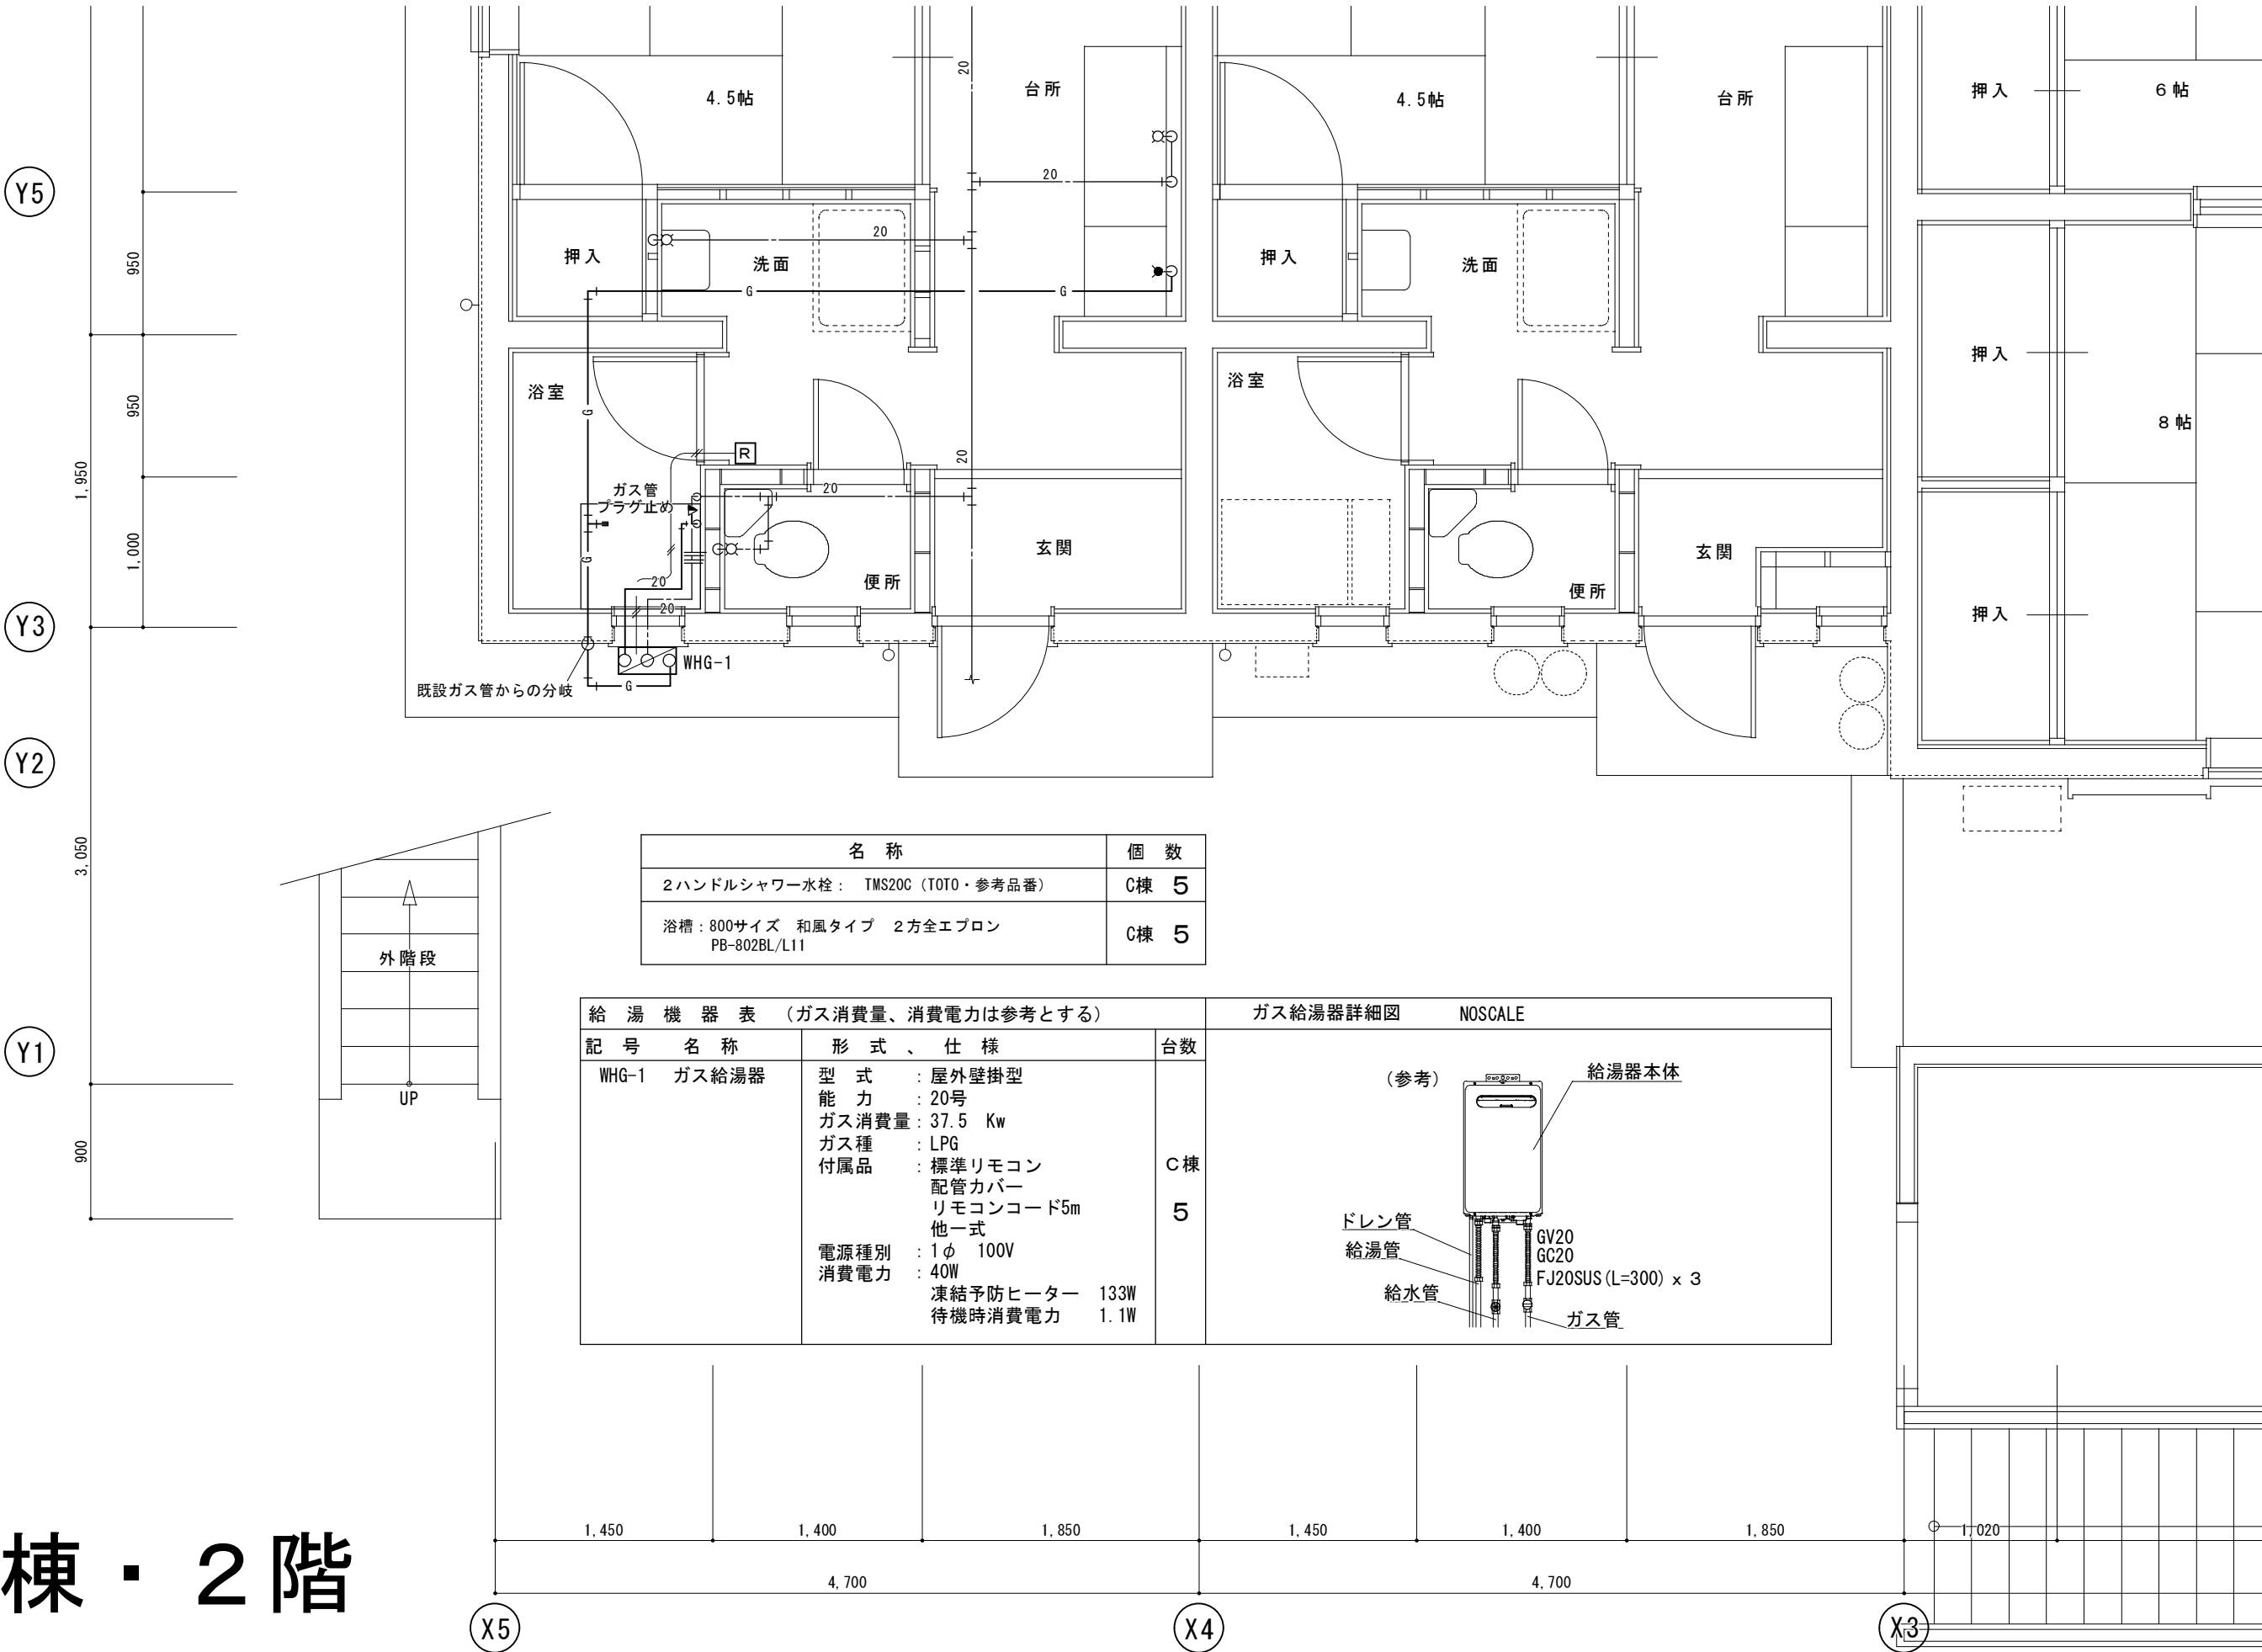 4.5帖
20
台所
4.5帖
台所
押入
6帖
Y5
20
20
押入
洗面
押入
洗面
950
G
G
押入
浴室
浴室
950
G
8帖
R
20
1,950
ガス管
プラグ止め
20
1,000
玄関
玄関
G
便所
便所
20
20
押入
Y3
WHG-1
既設ガス管からの分岐
G
Y2
3,050
名 称
個 数
2ハンドルシャワー水栓: TMS20C (TOTO・参考品番)
C棟 5
浴槽:800サイズ 和風タイプ 2方全エプロン
PB-802BL/L11
C棟 5
外階段
UP
Y1
900
給 湯 機 器 表 (ガス消費量、消費電力は参考とする)
ガス給湯器詳細図 NOSCALE
記 号 名 称
形 式 、 仕 様
台数
WHG-1 ガス給湯器
型 式 : 屋外壁掛型
能 力 : 20号
ガス消費量 : 37.5 Kw
ガス種 : LPG
付属品 : 標準リモコン
配管カバー
リモコンコード5m
他一式
電源種別 : 1φ 100V
消費電力 : 40W
凍結予防ヒーター 133W
待機時消費電力 1.1W
C棟
5
(参考)
給湯器本体
ドレン管
給湯管
給水管
GV20
GC20
FJ20SUS(L=300) x 3
ガス管
1,450
1,400
1,850
1,450
1,400
1,850
1,020
4,700
4,700
棟・2階
X5
X4
X3